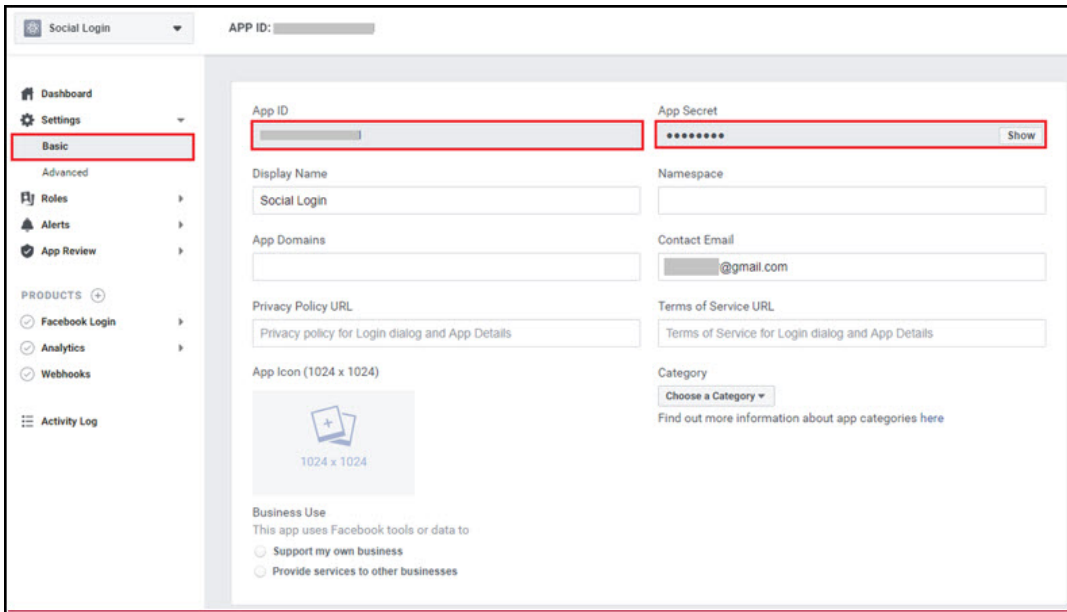 Social Login
APP ID:
Dashboard
Settings
Basic
Advanced
Roles
Alerts
App Review
PRODUCTS
Facebook Login
Analytics
Webhooks
Activity Log
App ID
App Secret
●●●●●●●●
Show
Display Name
Namespace
Social Login
App Domains
Contact Email
@gmail.com
Privacy Policy URL
Terms of Service URL
Privacy policy for Login dialog and App Details
Terms of Service for Login dialog and App Details
App Icon (1024 x 1024)
Category
Choose a Category
Find out more information about app categories here
1024 x 1024
Business Use
This app uses Facebook tools or data to
Support my own business
Provide services to other businesses